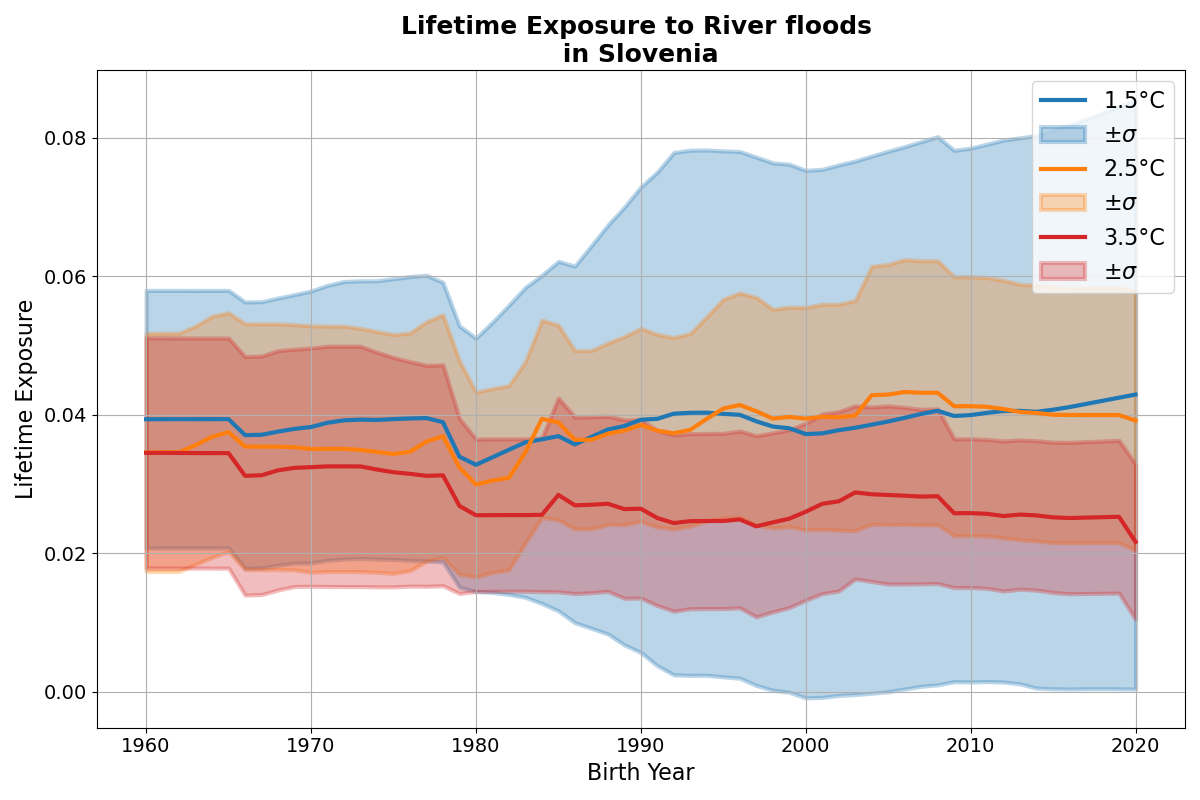 Lifetime Exposure to River floods
in Slovenia
1.5°C
±σ
2.5°C
±σ
3.5°C
±σ
Lifetime Exposure
0.08
0.06
0.04
0.02
0.00
1960 1970 1980 1990 2000 2010 2020
Birth Year